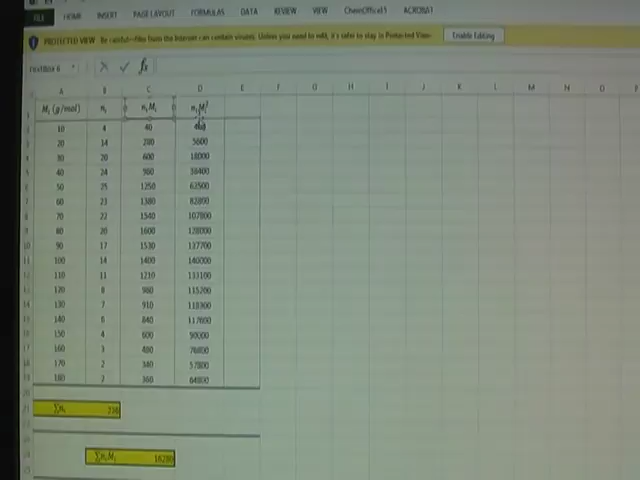 FILE HOME INSERT PAGE LAYOUT FORMULAS DATA REVIEW VIEW ChemOffice15 ACROBAT
PROTECTED VIEW Be careful—files from the Internet can contain viruses. Unless you need to edit, it's safer to stay in Protected View. Enable Editing
TextBox 6 fx
A B C D E F G H I J K L M N O P
Mᵢ (g/mol) nᵢ nᵢMᵢ nᵢMᵢ²
10 4 40
20 14 280 5600
30 20 600 18000
40 24 960 38400
50 25 1250 62500
60 23 1380 82800
70 22 1540 107800
80 20 1600 128000
90 17 1530 137700
100 14 1400 140000
110 11 1210 133100
120 8 960 115200
130 7 910 118300
140 6 840 117600
150 4 600 90000
160 3 480 76800
170 2 340 57800
180 2 360 64800
∑nᵢ
∑nᵢMᵢ 16280